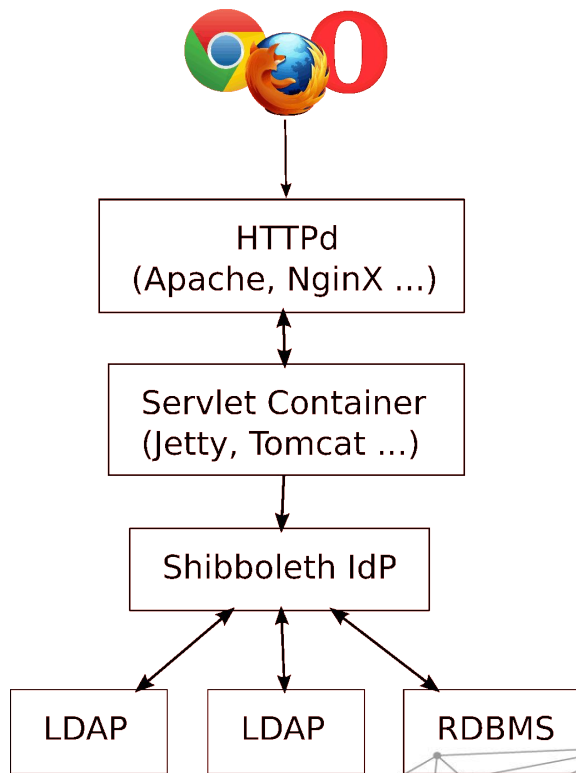 HTTPd
(Apache, NginX ...)
Servlet Container
(Jetty, Tomcat ...)
Shibboleth IdP
LDAP
LDAP
RDBMS